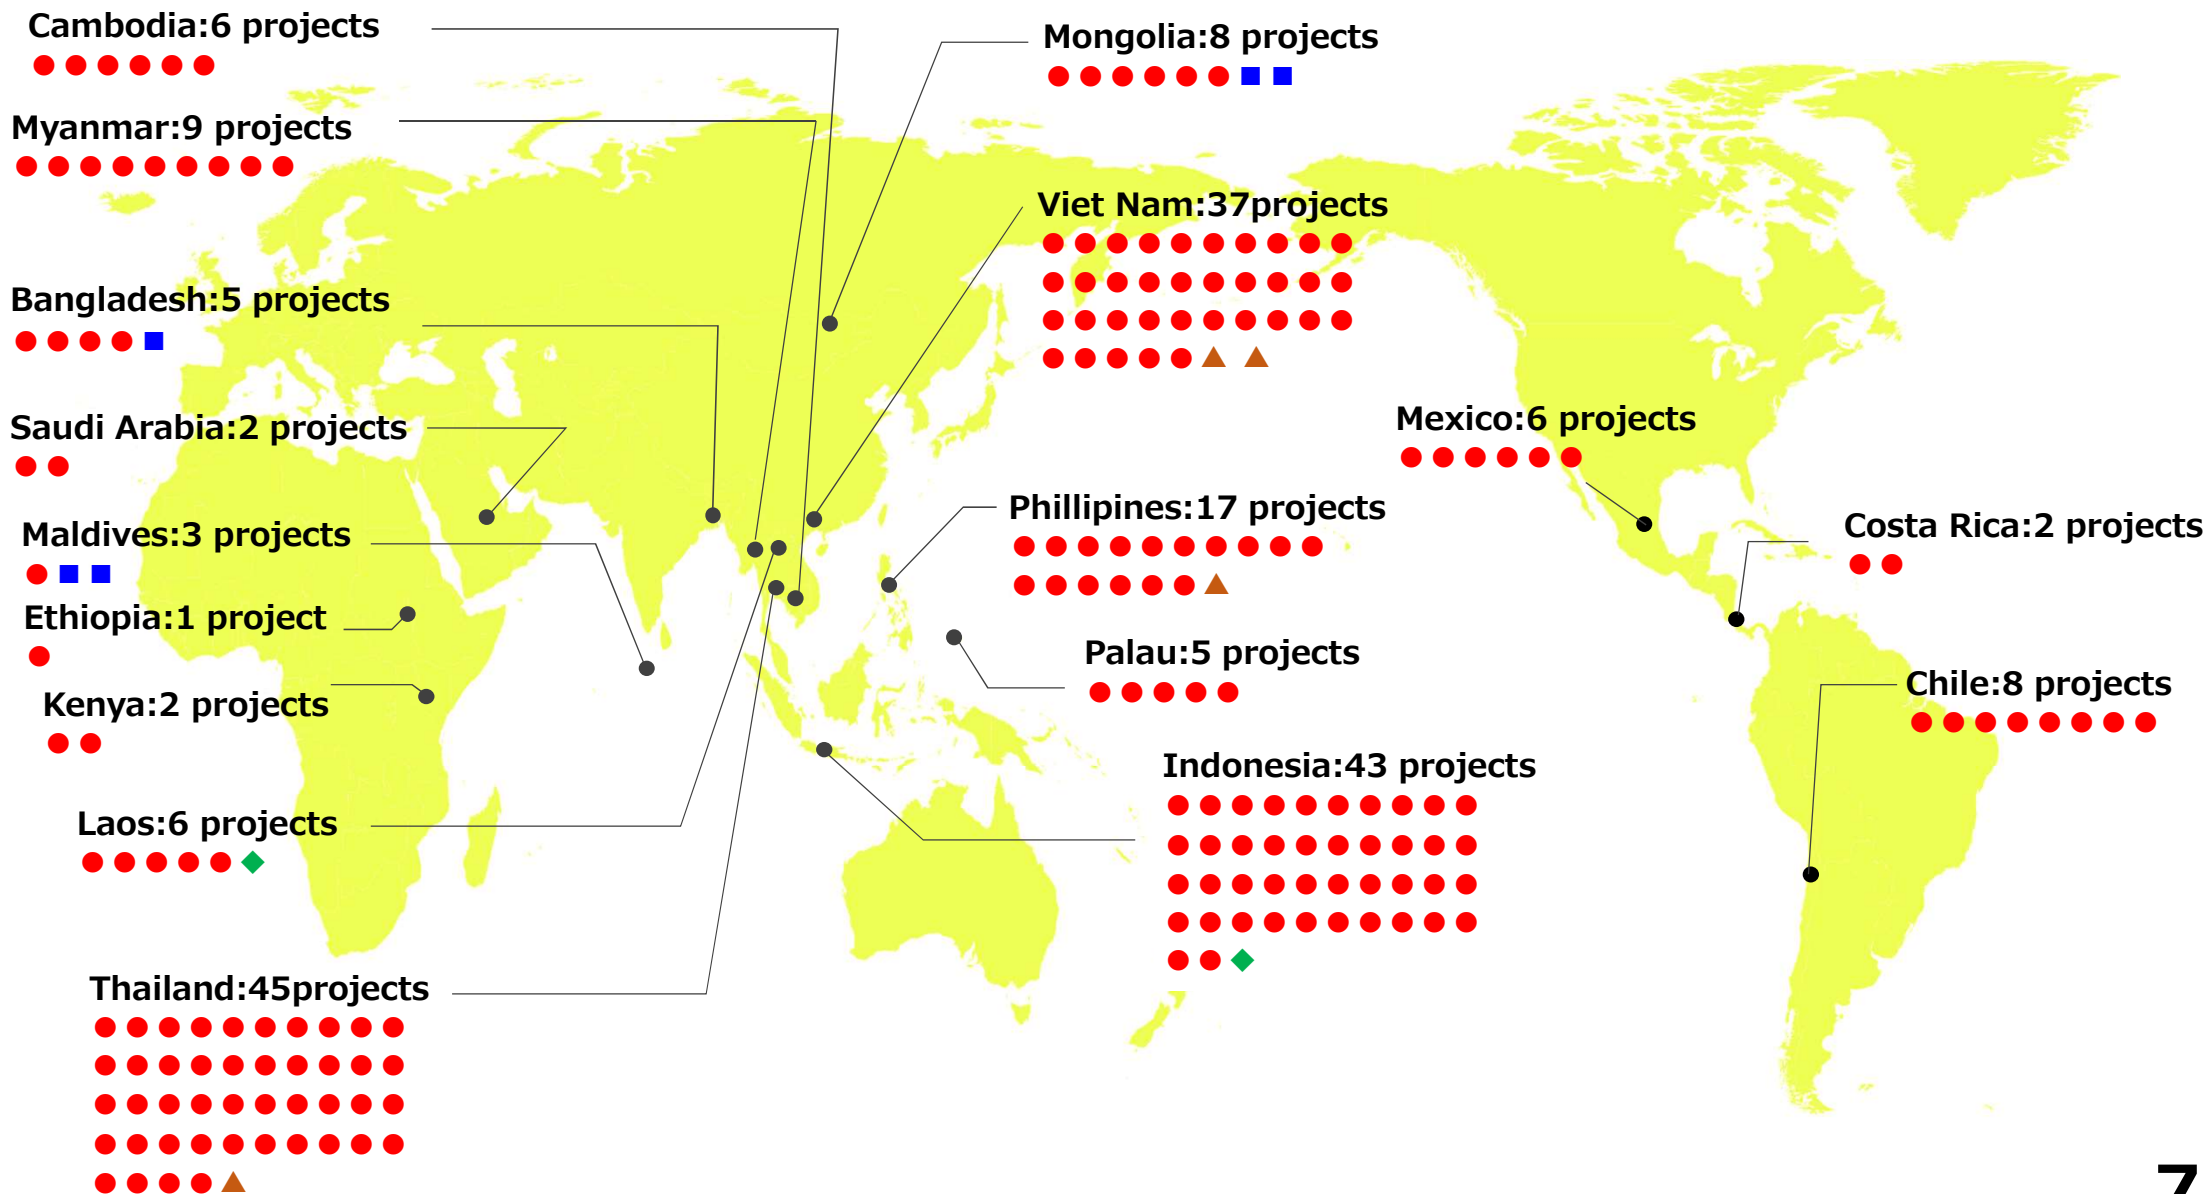 Cambodia:6 projects
Mongolia:8 projects
Myanmar:9 projects
Viet Nam:37projects
Bangladesh:5 projects
Saudi Arabia:2 projects
Mexico:6 projects
Phillipines:17 projects
Costa Rica:2 projects
Maldives:3 projects
Ethiopia:1 project
Palau:5 projects
Kenya:2 projects
Chile:8 projects
Indonesia:43 projects
Laos:6 projects
Thailand:45projects
7